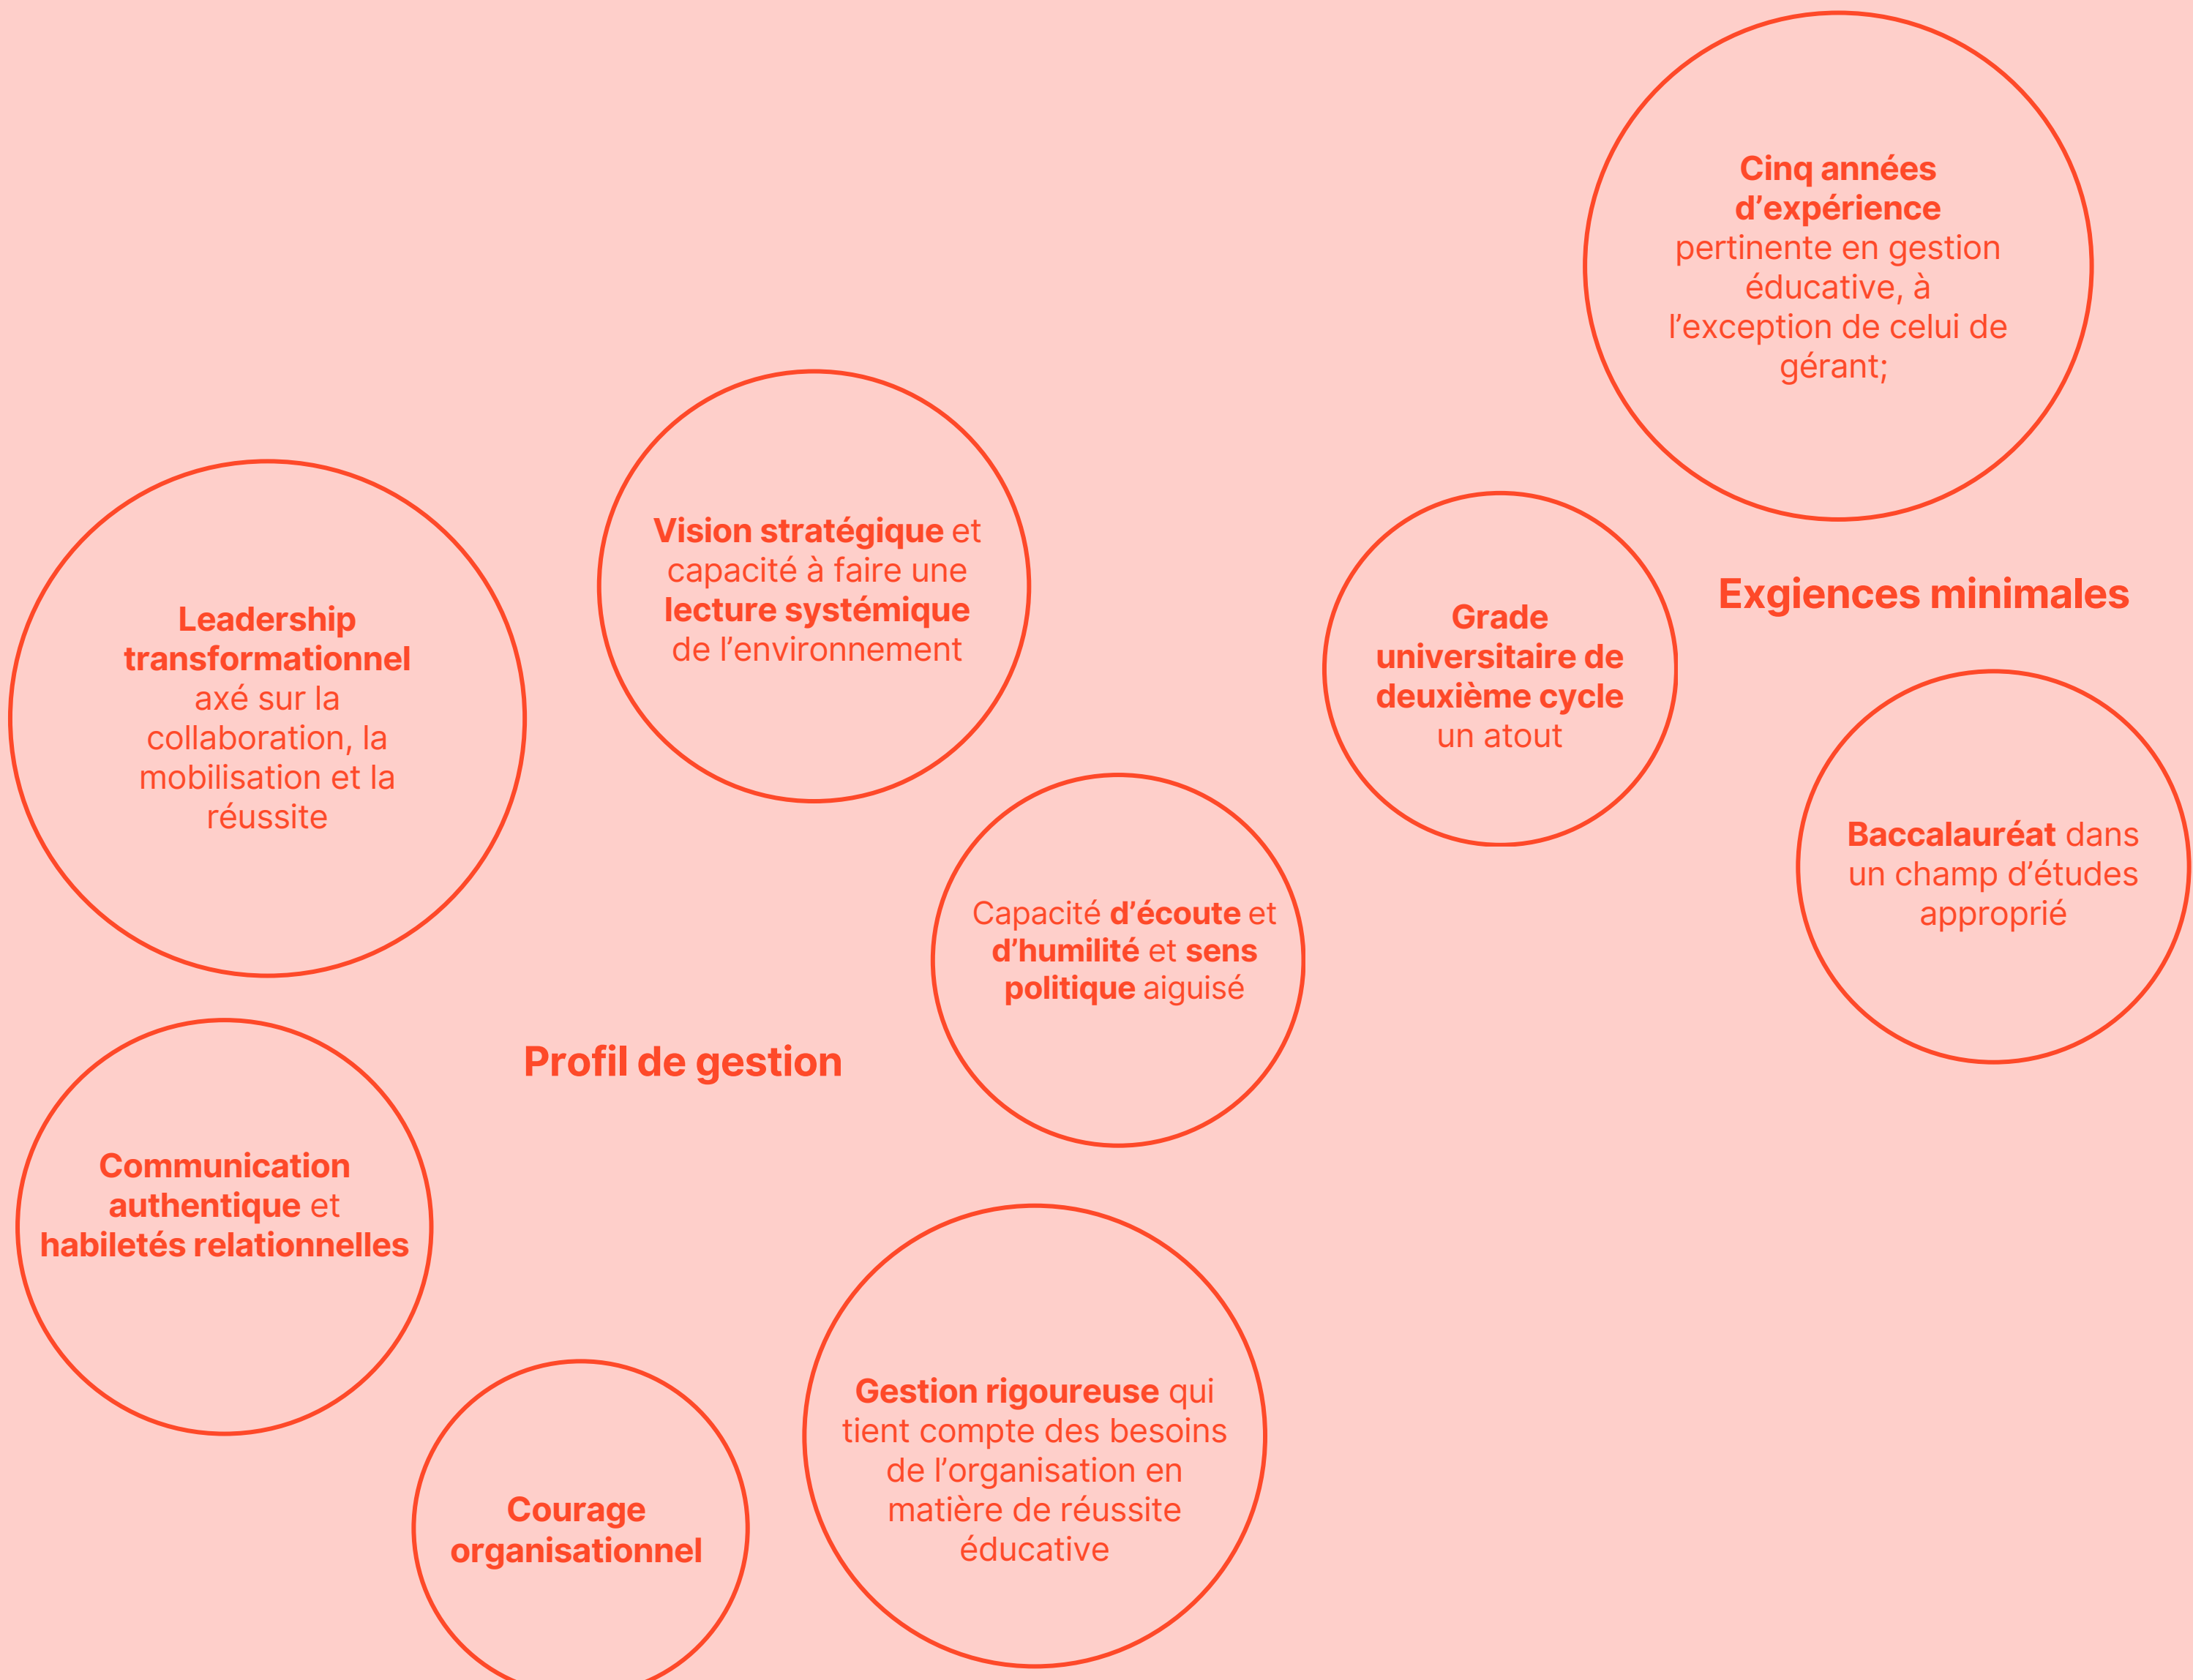 Profil de gestion
Leadership
transformationnel
axé sur la
collaboration, la
mobilisation et la
réussite
Vision stratégique et
capacité à faire une
lecture systémique
de l’environnement
Capacité d’écoute et
d’humilité et sens
politique aiguisé
Communication
authentique et
habiletés relationnelles
Courage
organisationnel
Gestion rigoureuse qui
tient compte des besoins
de l’organisation en
matière de réussite
éducative
Exgiences minimales
Cinq années
d’expérience
pertinente en gestion
éducative, à
l’exception de celui de
gérant;
Grade
universitaire de
deuxième cycle
un atout
Baccalauréat dans
un champ d’études
approprié